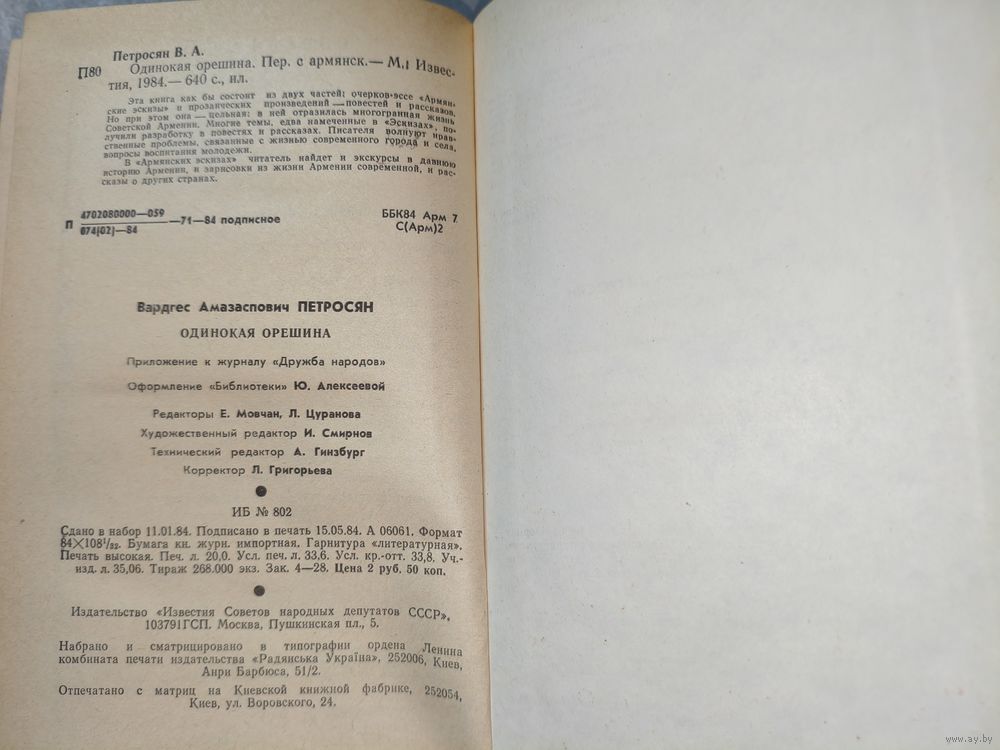 Петросян В. А.
П80 Одинокая орешина. Пер. с армянск.— М.: Извес-
тия, 1984.— 640 с., ил.
Эта книга как бы состоит из двух частей: очерков-эссе «Армян-
ские эскизы» и прозаических произведений — повестей и рассказов.
Но при этом она — цельная: в ней отразилась многогранная жизнь
Советской Армении. Многие темы, едва намеченные в «Эскизах», по-
лучили разработку в повестях и рассказах. Писателя волнуют нрав-
ственные проблемы, связанные с жизнью современного города и села,
вопросы воспитания молодежи.
В «Армянских эскизах» читатель найдет и экскурсы в давнюю
историю Армении, и зарисовки из жизни Армении современной, и рас-
сказы о других странах.
П 4702080000—059
074(02)—84 —71—84 подписное
ББК84 Арм 7
С(Арм)2
Вардгес Амазаспович ПЕТРОСЯН
ОДИНОКАЯ ОРЕШИНА
Приложение к журналу «Дружба народов»
Оформление «Библиотеки» Ю. Алексеевой
Редакторы Е. Мовчан, Л. Цуранова
Художественный редактор И. Смирнов
Технический редактор А. Гинзбург
Корректор Л. Григорьева
ИБ № 802
Сдано в набор 11.01.84. Подписано в печать 15.05.84. А 06061. Формат
84×108¹/₃₂. Бумага кн. журн. импортная. Гарнитура «литературная».
Печать высокая. Печ. л. 20,0. Усл. печ. л. 33,6. Усл. кр.-отт. 33,8. Уч.-
изд. л. 35,06. Тираж 268.000 экз. Зак. 4—28. Цена 2 руб. 50 коп.
Издательство «Известия Советов народных депутатов СССР»,
103791ГСП. Москва, Пушкинская пл., 5.
Набрано и сматрицировано в типографии ордена Ленина
комбината печати издательства «Радянська Україна», 252006, Киев,
Анри Барбюса, 51/2.
Отпечатано с матриц на Киевской книжной фабрике, 252054,
Киев, ул. Воровского, 24.
www.ay.by